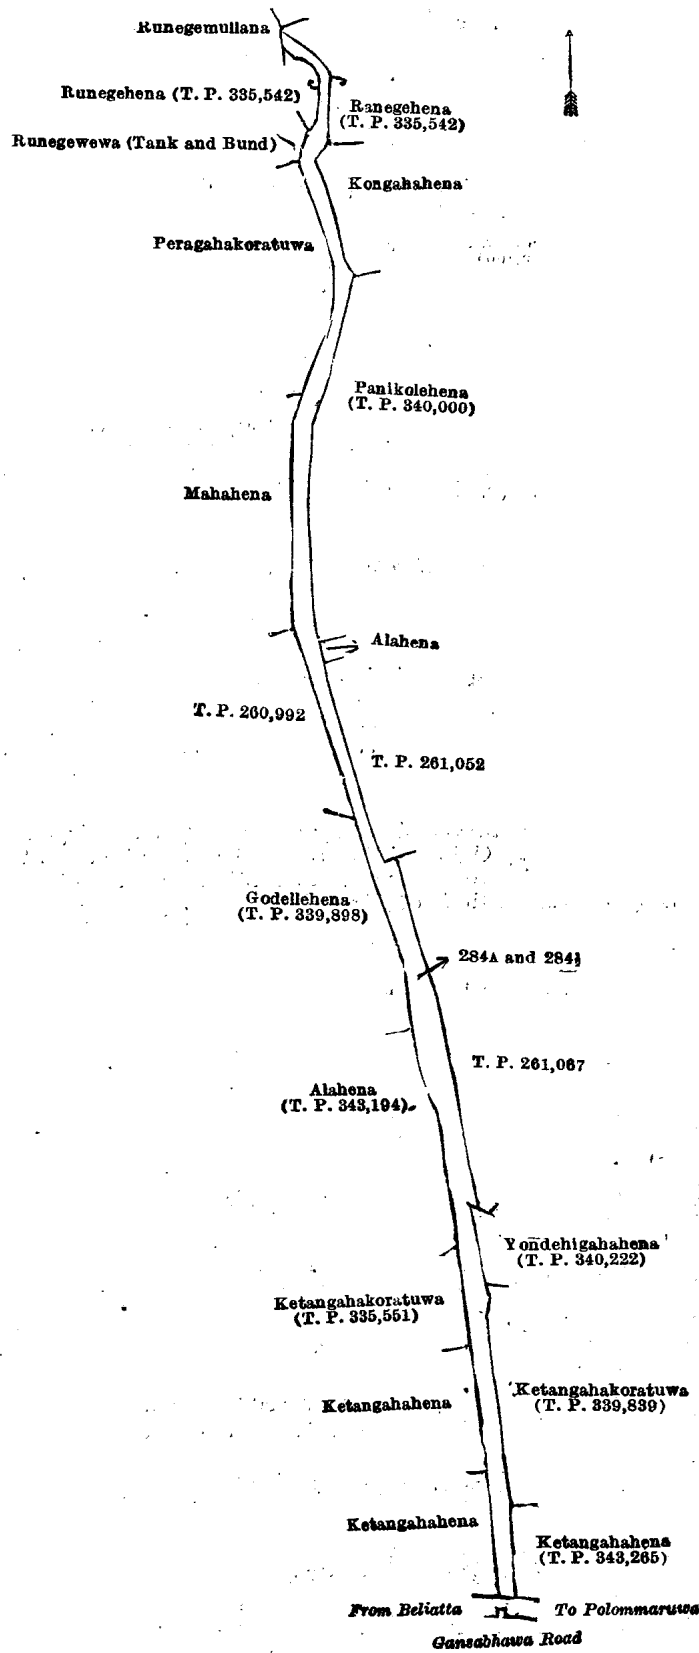 Runegemullana
Runegehena (T. P. 335,542)
Ranegehena
(T. P. 335,542)
Runegewewa (Tank and Bund)
Kongahahena
Peragahakoratuwa
Panikolehena
(T. P. 340,000)
Mahahena
Alahena
T. P. 260,992
T. P. 261,052
Godellehena
(T. P. 339,898)
284A and 284½
T. P. 261,067
Alahena
(T. P. 343,194)
Yondehigahahena
(T. P. 340,222)
Ketangahakoratuwa
(T. P. 335,551)
Ketangahakoratuwa
(T. P. 339,839)
Ketangahahena
Ketangahahena
Ketangahahena
(T. P. 343,265)
From Beliatta
To Polommaruwa
Gansabhawa Road